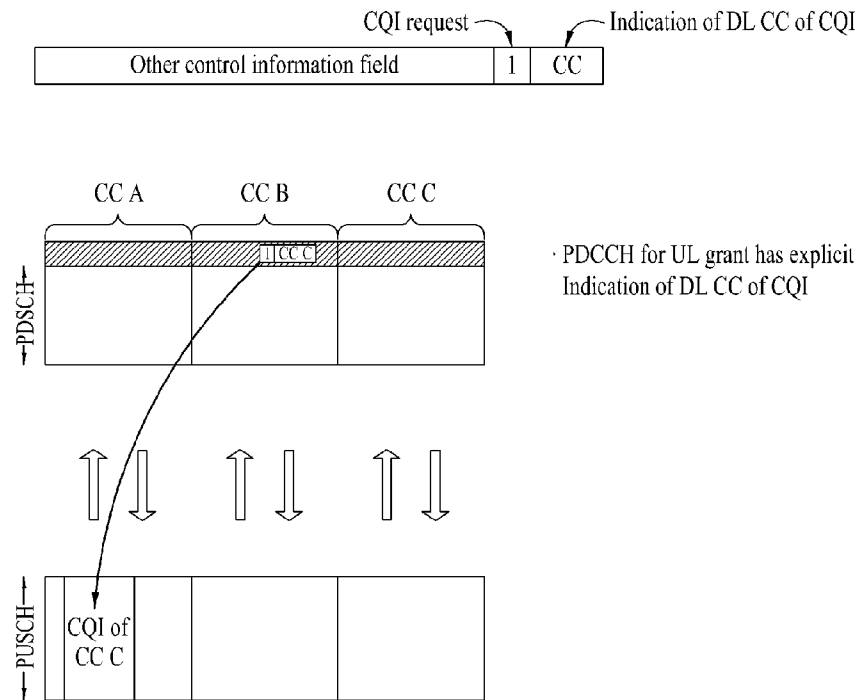 CQI request
Indication of DL CC of CQI
Other control information field
1
CC
CC A
CC B
CC C
1 CC C
· PDCCH for UL grant has explicit
Indication of DL CC of CQI
PDSCH
PUSCH
CQI of
CC C